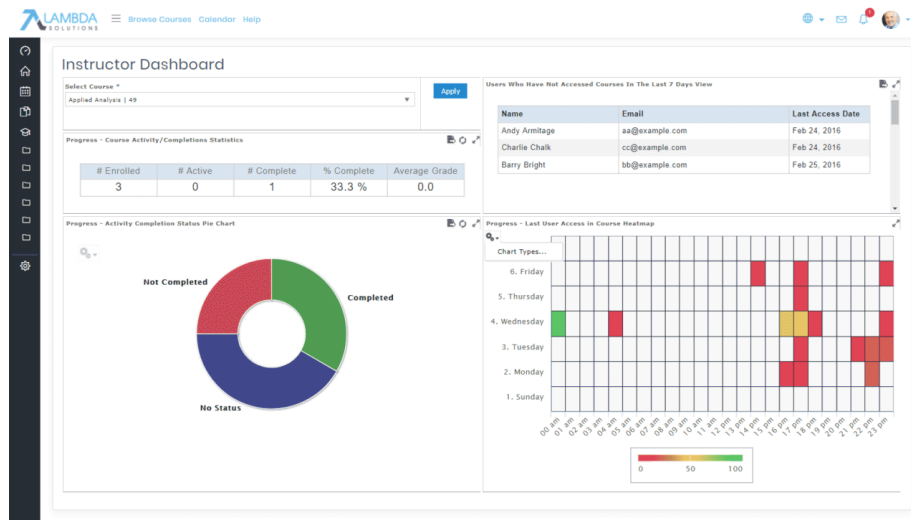 LAMBDA
SOLUTIONS
Browse Courses Calendar Help
1
Instructor Dashboard
Select Course *
Applied Analysis | 49
Apply
Users Who Have Not Accessed Courses In The Last 7 Days View
Name Email Last Access Date
Andy Armitage aa@example.com Feb 24, 2016
Charlie Chalk cc@example.com Feb 24, 2016
Barry Bright bb@example.com Feb 25, 2016
Progress - Course Activity/Completions Statistics
# Enrolled # Active # Complete % Complete Average Grade
3 0 1 33.3 % 0.0
Progress - Activity Completion Status Pie Chart
Not Completed
Completed
No Status
Progress - Last User Access in Course Heatmap
Chart Types...
6. Friday
5. Thursday
4. Wednesday
3. Tuesday
2. Monday
1. Sunday
00 am 01 am 02 am 03 am 04 am 05 am 06 am 07 am 08 am 09 am 10 am 11 am 12 pm 13 pm 14 pm 15 pm 16 pm 17 pm 18 pm 19 pm 20 pm 21 pm 22 pm 23 pm
0 50 100